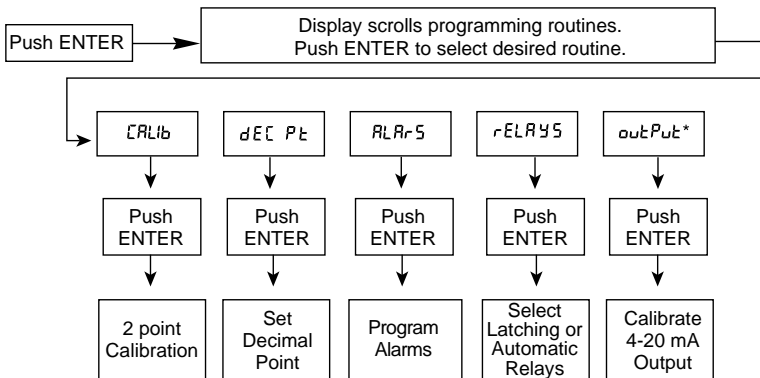 Push ENTER
Display scrolls programming routines.
Push ENTER to select desired routine.
CALIb
dEC Pt
ALArS
rELAYS
outPut*
Push
ENTER
Push
ENTER
Push
ENTER
Push
ENTER
Push
ENTER
2 point
Calibration
Set
Decimal
Point
Program
Alarms
Select
Latching or
Automatic
Relays
Calibrate
4-20 mA
Output